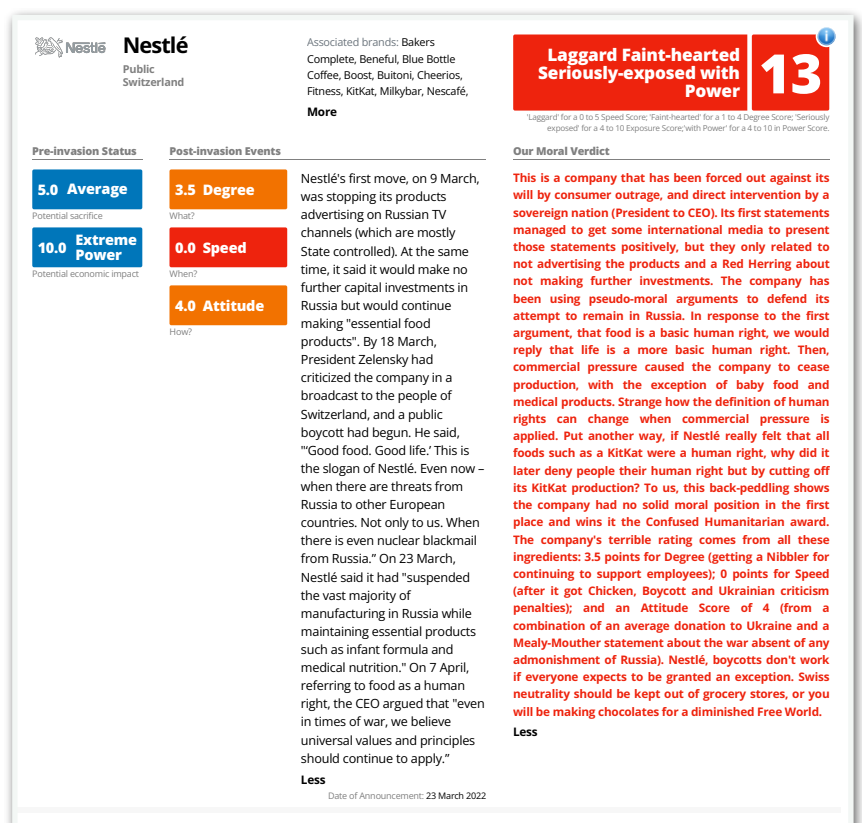 Nestlé
Nestlé
Public
Switzerland
Associated brands: Bakers
Complete, Beneful, Blue Bottle
Coffee, Boost, Buitoni, Cheerios,
Fitness, KitKat, Milkybar, Nescafé,
More
Laggard Faint-hearted
Seriously-exposed with
Power
13
i
'Laggard' for a 0 to 5 Speed Score; 'Faint-hearted' for a 1 to 4 Degree Score; 'Seriously
exposed' for a 4 to 10 Exposure Score;'with Power' for a 4 to 10 in Power Score.
Pre-invasion Status
5.0 Average
Potential sacrifice
10.0 Extreme
Power
Potential economic impact
Post-invasion Events
3.5 Degree
What?
0.0 Speed
When?
4.0 Attitude
How?
Nestlé's first move, on 9 March,
was stopping its products
advertising on Russian TV
channels (which are mostly
State controlled). At the same
time, it said it would make no
further capital investments in
Russia but would continue
making "essential food
products". By 18 March,
President Zelensky had
criticized the company in a
broadcast to the people of
Switzerland, and a public
boycott had begun. He said,
"'Good food. Good life.' This is
the slogan of Nestlé. Even now –
when there are threats from
Russia to other European
countries. Not only to us. When
there is even nuclear blackmail
from Russia.” On 23 March,
Nestlé said it had "suspended
the vast majority of
manufacturing in Russia while
maintaining essential products
such as infant formula and
medical nutrition." On 7 April,
referring to food as a human
right, the CEO argued that "even
in times of war, we believe
universal values and principles
should continue to apply.”
Less
Date of Announcement: 23 March 2022
Our Moral Verdict
This is a company that has been forced out against its
will by consumer outrage, and direct intervention by a
sovereign nation (President to CEO). Its first statements
managed to get some international media to present
those statements positively, but they only related to
not advertising the products and a Red Herring about
not making further investments. The company has
been using pseudo-moral arguments to defend its
attempt to remain in Russia. In response to the first
argument, that food is a basic human right, we would
reply that life is a more basic human right. Then,
commercial pressure caused the company to cease
production, with the exception of baby food and
medical products. Strange how the definition of human
rights can change when commercial pressure is
applied. Put another way, if Nestlé really felt that all
foods such as a KitKat were a human right, why did it
later deny people their human right but by cutting off
its KitKat production? To us, this back-peddling shows
the company had no solid moral position in the first
place and wins it the Confused Humanitarian award.
The company's terrible rating comes from all these
ingredients: 3.5 points for Degree (getting a Nibbler for
continuing to support employees); 0 points for Speed
(after it got Chicken, Boycott and Ukrainian criticism
penalties); and an Attitude Score of 4 (from a
combination of an average donation to Ukraine and a
Mealy-Mouther statement about the war absent of any
admonishment of Russia). Nestlé, boycotts don't work
if everyone expects to be granted an exception. Swiss
neutrality should be kept out of grocery stores, or you
will be making chocolates for a diminished Free World.
Less